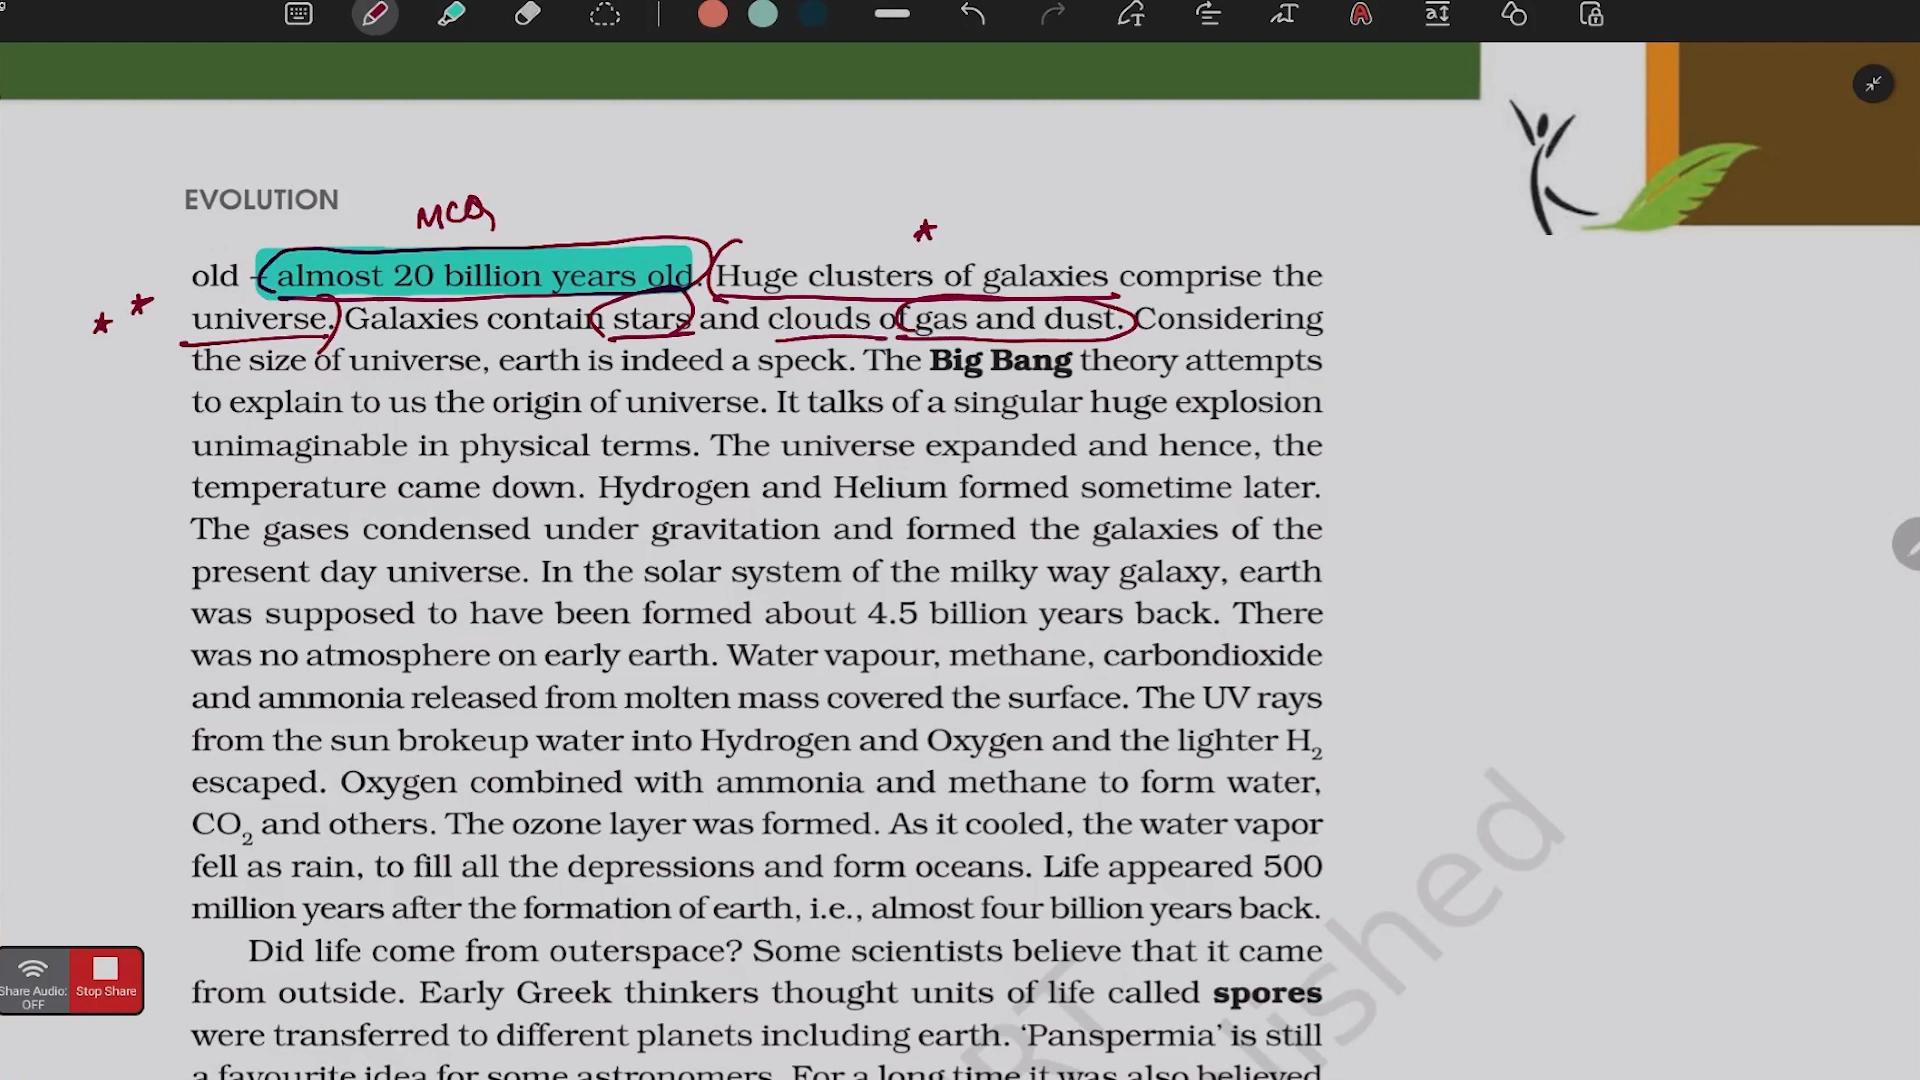 EVOLUTION
MCQ
old – almost 20 billion years old. Huge clusters of galaxies comprise the
universe. Galaxies contain stars and clouds of gas and dust. Considering
the size of universe, earth is indeed a speck. The Big Bang theory attempts
to explain to us the origin of universe. It talks of a singular huge explosion
unimaginable in physical terms. The universe expanded and hence, the
temperature came down. Hydrogen and Helium formed sometime later.
The gases condensed under gravitation and formed the galaxies of the
present day universe. In the solar system of the milky way galaxy, earth
was supposed to have been formed about 4.5 billion years back. There
was no atmosphere on early earth. Water vapour, methane, carbondioxide
and ammonia released from molten mass covered the surface. The UV rays
from the sun brokeup water into Hydrogen and Oxygen and the lighter H₂
escaped. Oxygen combined with ammonia and methane to form water,
CO₂ and others. The ozone layer was formed. As it cooled, the water vapor
fell as rain, to fill all the depressions and form oceans. Life appeared 500
million years after the formation of earth, i.e., almost four billion years back.
Did life come from outerspace? Some scientists believe that it came
from outside. Early Greek thinkers thought units of life called spores
were transferred to different planets including earth. ‘Panspermia’ is still
a favourite idea for some astronomers. For a long time it was also believed
Share Audio:
OFF
Stop Share